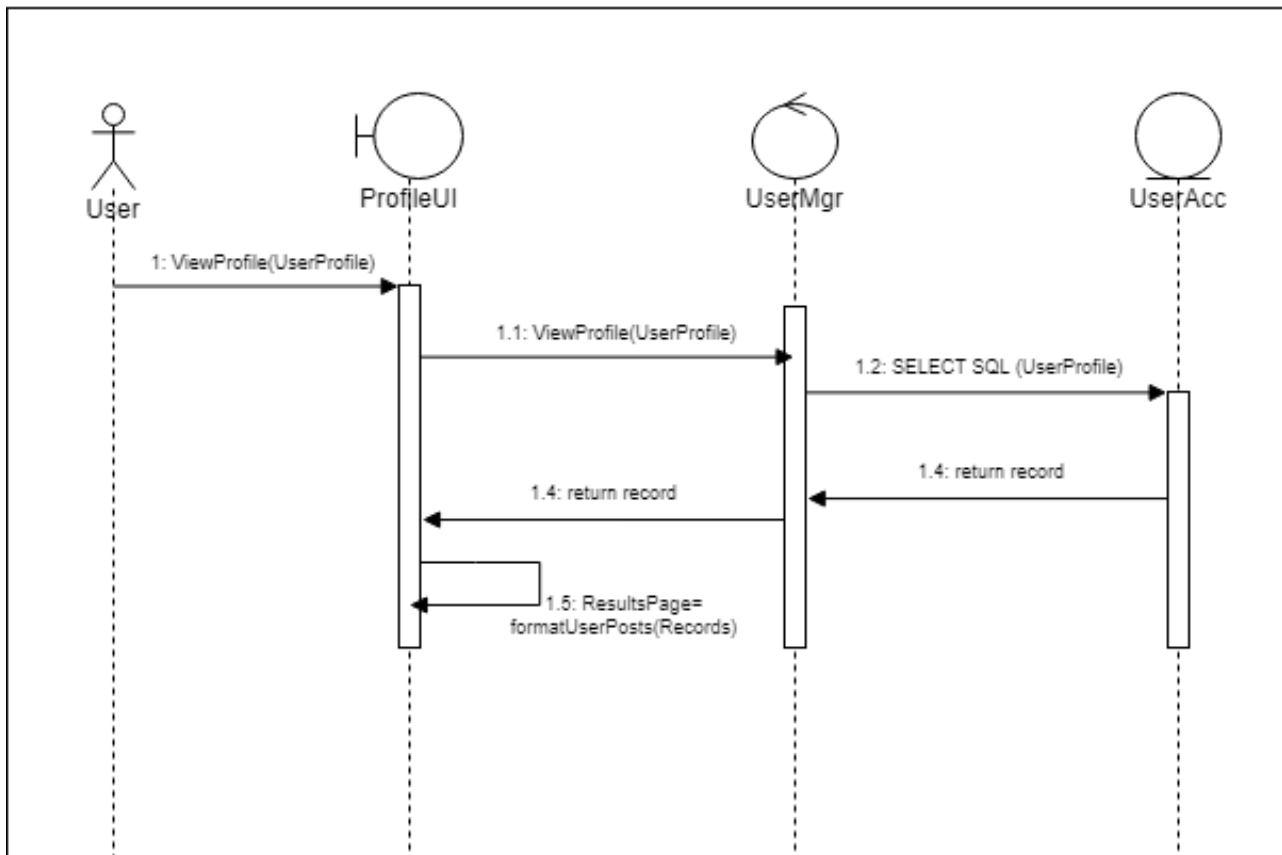 User
ProfileUI
UserMgr
UserAcc
1: ViewProfile(UserProfile)
1.1: ViewProfile(UserProfile)
1.2: SELECT SQL (UserProfile)
1.4: return record
1.4: return record
1.5: ResultsPage=
formatUserPosts(Records)